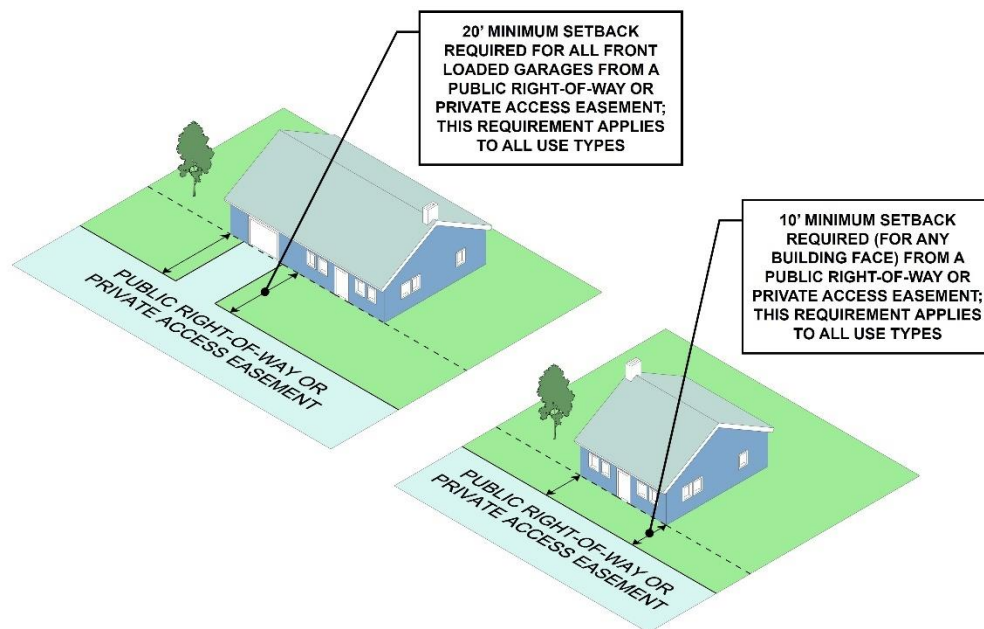 20' MINIMUM SETBACK
REQUIRED FOR ALL FRONT
LOADED GARAGES FROM A
PUBLIC RIGHT-OF-WAY OR
PRIVATE ACCESS EASEMENT;
THIS REQUIREMENT APPLIES
TO ALL USE TYPES
10' MINIMUM SETBACK
REQUIRED (FOR ANY
BUILDING FACE) FROM A
PUBLIC RIGHT-OF-WAY OR
PRIVATE ACCESS EASEMENT;
THIS REQUIREMENT APPLIES
TO ALL USE TYPES
PUBLIC RIGHT-OF-WAY OR
PRIVATE ACCESS EASEMENT
PUBLIC RIGHT-OF-WAY OR
PRIVATE ACCESS EASEMENT